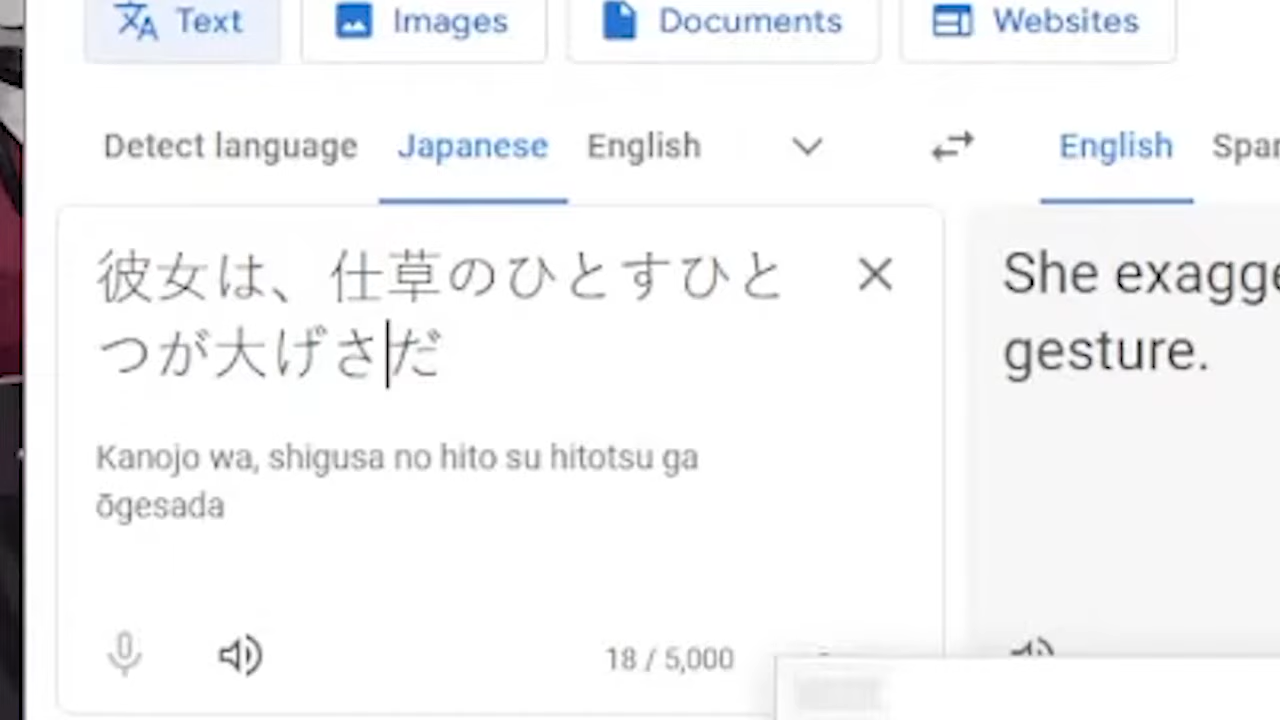 Text Images Documents Websites
Detect language Japanese English English
彼女は、仕草のひとすひと
つが大げさだ
She
gesture.
Kanojo wa, shigusa no hito su hitotsu ga
ōgesada
18 / 5,000